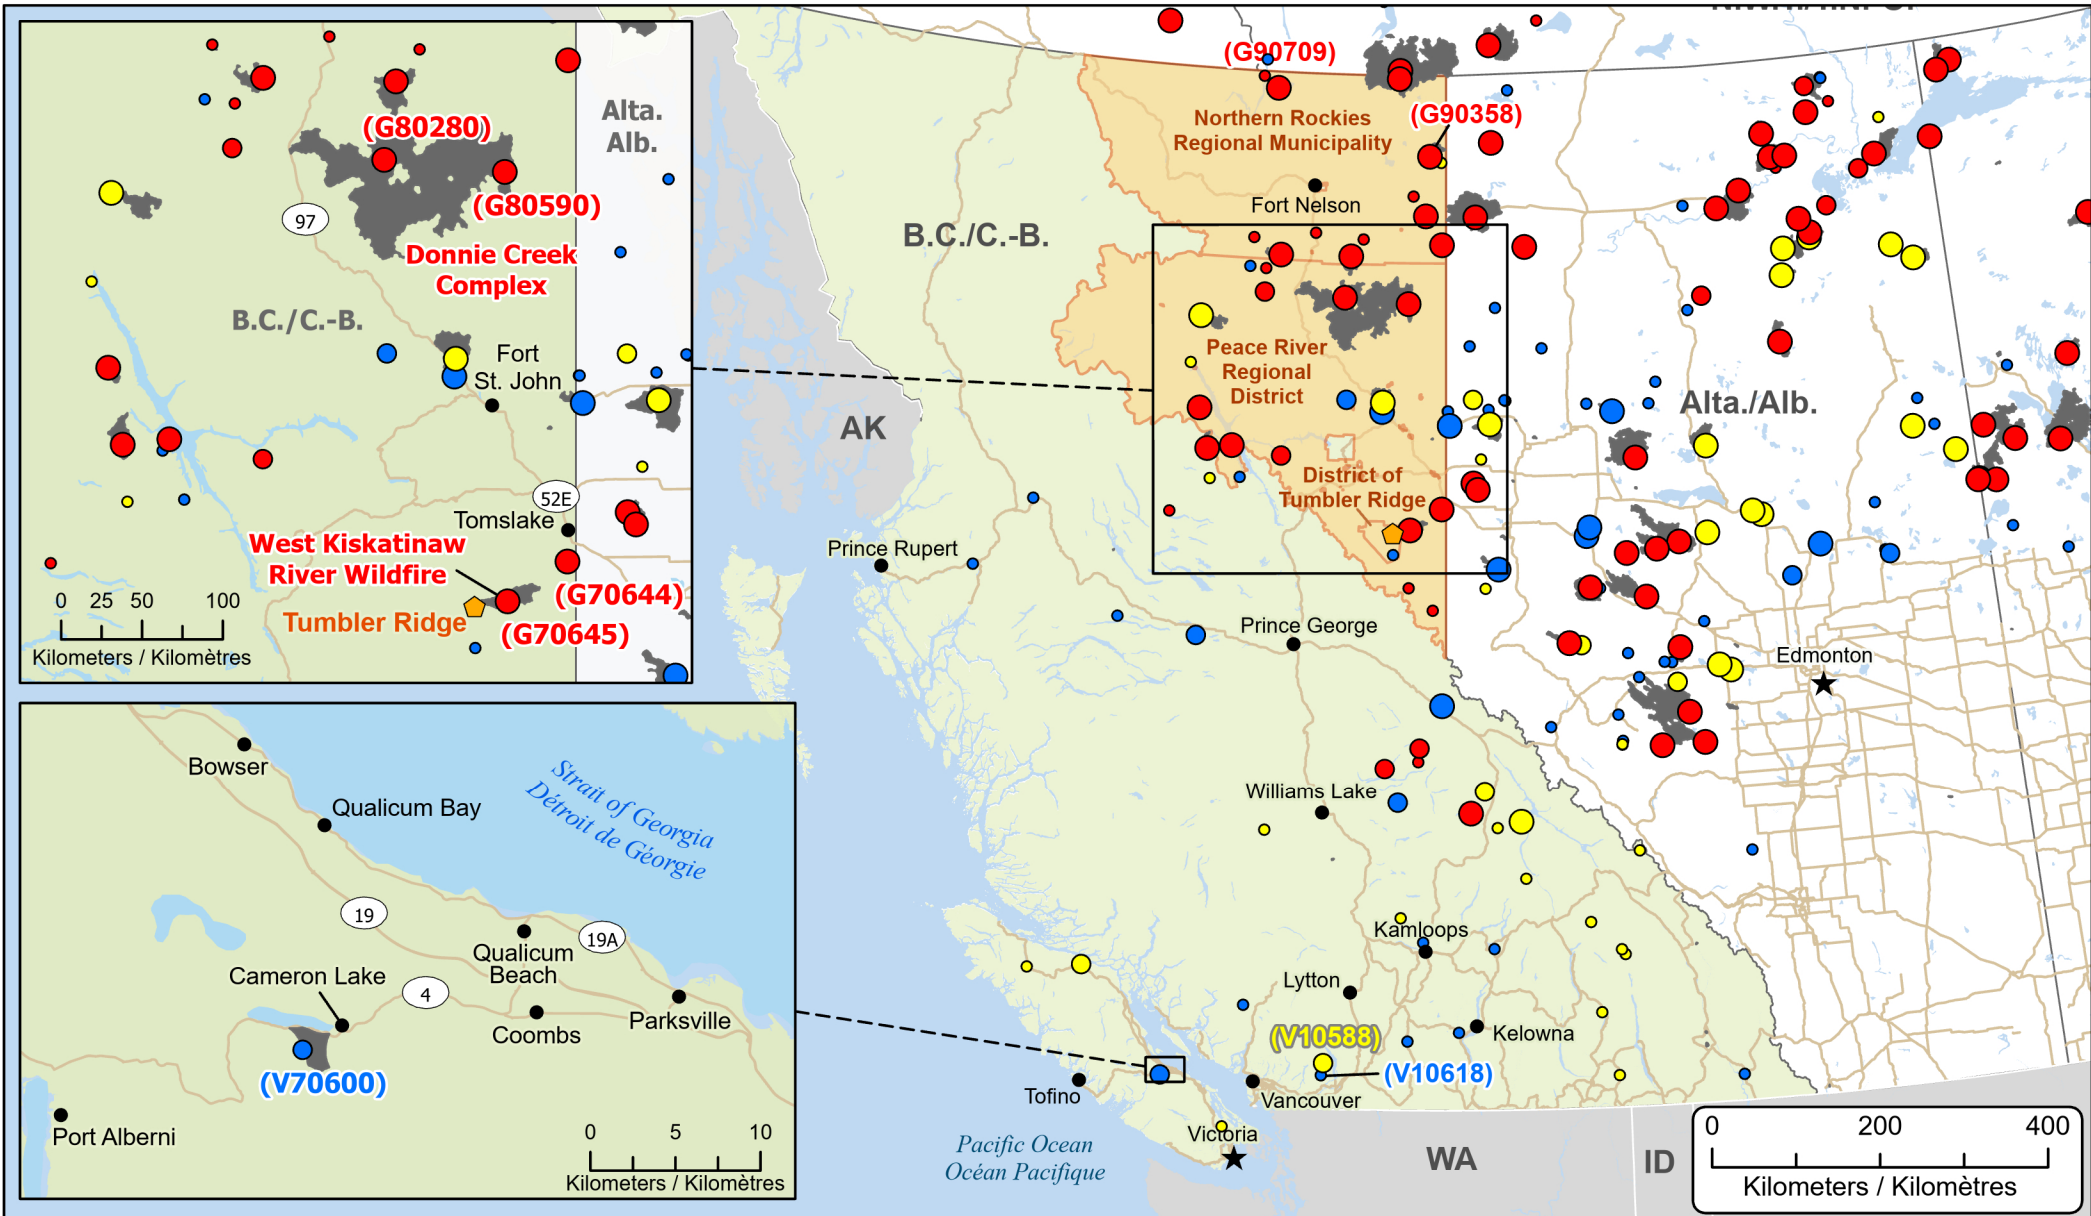 (G80280)
(G80590)
97
Donnie Creek
Complex
Alta.
Alb.
B.C./C.-B.
Fort
St. John
52E
Tomslake
West Kiskatinaw
River Wildfire
(G70644)
Tumbler Ridge
(G70645)
0 25 50 100
Kilometers / Kilomètres
Bowser
Qualicum Bay
Strait of Georgia
Détroit de Géorgie
19
19A
Qualicum
Beach
Cameron Lake
4
Coombs
Parksville
(V70600)
Port Alberni
0 5 10
Kilometers / Kilomètres
(G90709)
Northern Rockies
Regional Municipality
(G90358)
Fort Nelson
B.C./C.-B.
Peace River
Regional
District
AK
Alta./Alb.
District of
Tumbler Ridge
Prince Rupert
Prince George
Edmonton
Williams Lake
Kamloops
Lytton
Kelowna
(V10588)
(V10618)
Tofino
Vancouver
Victoria
Pacific Ocean
Océan Pacifique
WA
ID
0 200 400
Kilometers / Kilomètres